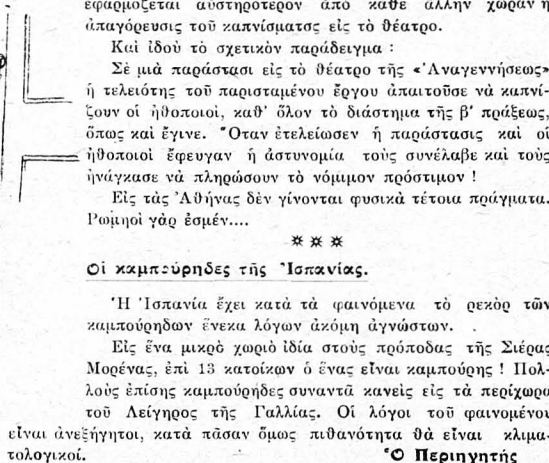 ἐφαρμόζεται αὐστηρότερον ἀπὸ κάθε ἄλλην χώραν ἡ
ἀπαγόρευσις τοῦ καπνίσματος εἰς τὸ θέατρο.
Καὶ ἰδοὺ τὸ σχετικὸν παράδειγμα :
Σὲ μιὰ παράστασι εἰς τὸ θέατρο τῆς «Ἀναγεννήσεως»
ἡ τελειότης τοῦ παρισταμένου ἔργου ἀπαιτοῦσε νὰ καπνί-
ζουν οἱ ἠθοποιοί, καθ' ὅλον τὸ διάστημα τῆς β' πράξεως,
ὅπως καὶ ἔγινε. Ὅταν ἐτελείωσεν ἡ παράστασις καὶ οἱ
ἠθοποιοὶ ἔφευγαν ἡ ἀστυνομία τοὺς συνέλαβε καὶ τοὺς
ἠνάγκασε νὰ πληρώσουν τὸ νόμιμον πρόστιμον !
Εἰς τὰς Ἀθήνας δὲν γίνονται φυσικὰ τέτοια πράγματα.
Ρωμηοὶ γὰρ ἐσμέν....
* * *
Οἱ καμπούρηδες τῆς Ἱσπανίας.
Ἡ Ἱσπανία ἔχει κατὰ τὰ φαινόμενα τὸ ρεκὸρ τῶν
καμπούρηδων ἕνεκα λόγων ἀκόμη ἀγνώστων.
Εἰς ἕνα μικρὸ χωριὸ ἰδία στοὺς πρόποδας τῆς Σιέρας
Μορένας, ἐπὶ 13 κατοίκων ὁ ἕνας εἶναι καμπούρης ! Πολ-
λοὺς ἐπίσης καμπούρηδες συναντᾶ κανεὶς εἰς τὰ περίχωρα
τοῦ Λείγηρος τῆς Γαλλίας. Οἱ λόγοι τοῦ φαινομένου
εἶναι ἀνεξήγητοι, κατὰ πᾶσαν ὅμως πιθανότητα θὰ εἶναι κλιμα-
τολογικοί. Ὁ Περιηγητής